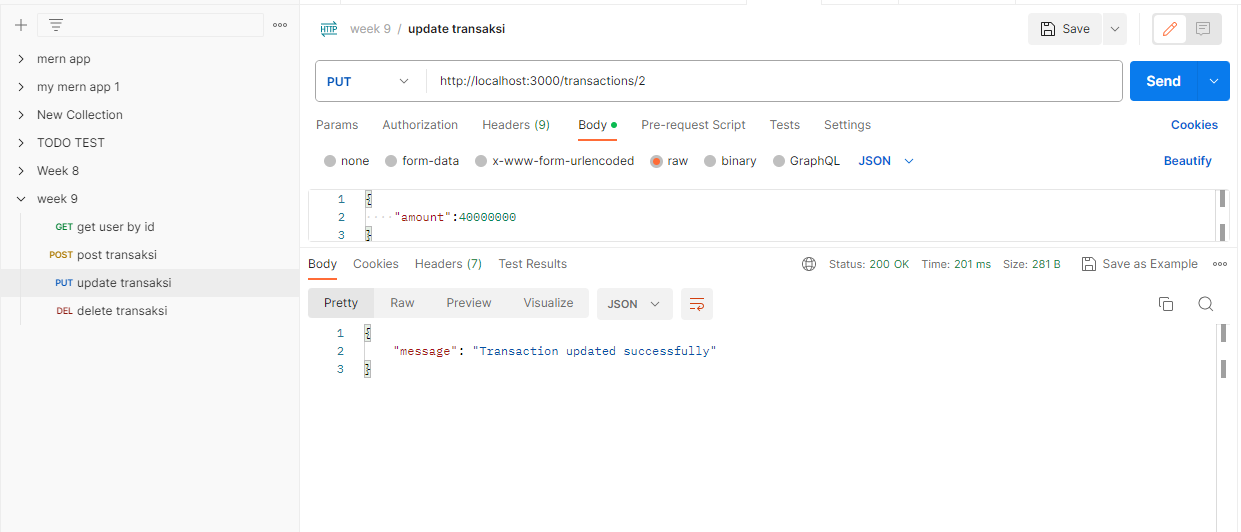 week 9 / update transaksi
Save
mern app
my mern app 1
New Collection
TODO TEST
Week 8
week 9
GET get user by id
POST post transaksi
PUT update transaksi
DEL delete transaksi
HTTP
PUT http://localhost:3000/transactions/2 Send
Params Authorization Headers (9) Body Pre-request Script Tests Settings Cookies
none form-data x-www-form-urlencoded raw binary GraphQL JSON Beautify
1 {
2 "amount":40000000
3 }
Body Cookies Headers (7) Test Results Status: 200 OK Time: 201 ms Size: 281 B Save as Example
Pretty Raw Preview Visualize JSON
1 {
2 "message": "Transaction updated successfully"
3 }